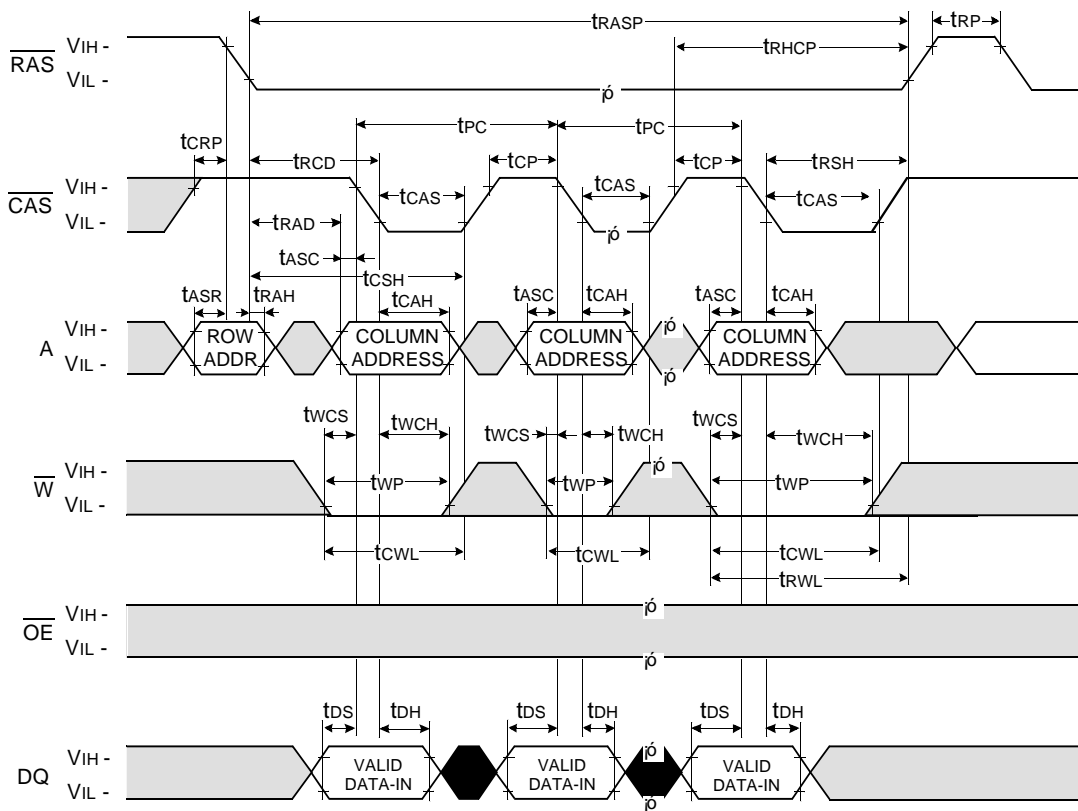 tRASP tRP
VIH - tRHCP
RAS
VIL -
¡ó
tPC tPC
tCRP tRCD tCP tCP tRSH
VIH - tCAS tCAS tCAS
CAS
VIL - tRAD ¡ó
tASC tCSH
tASR tRAH tCAH tASC tCAH tASC tCAH
VIH - ¡ó
A ROW ADDR COLUMN ADDRESS COLUMN ADDRESS COLUMN ADDRESS
VIL - ¡ó
tWCS tWCH tWCS tWCH tWCS tWCH
VIH - ¡ó
W tWP tWP tWP
VIL -
tCWL tCWL tCWL
tRWL
VIH - ¡ó
OE
VIL - ¡ó
tDS tDH tDS tDH tDS tDH
VIH - ¡ó
DQ VALID DATA-IN VALID DATA-IN VALID DATA-IN
VIL - ¡ó